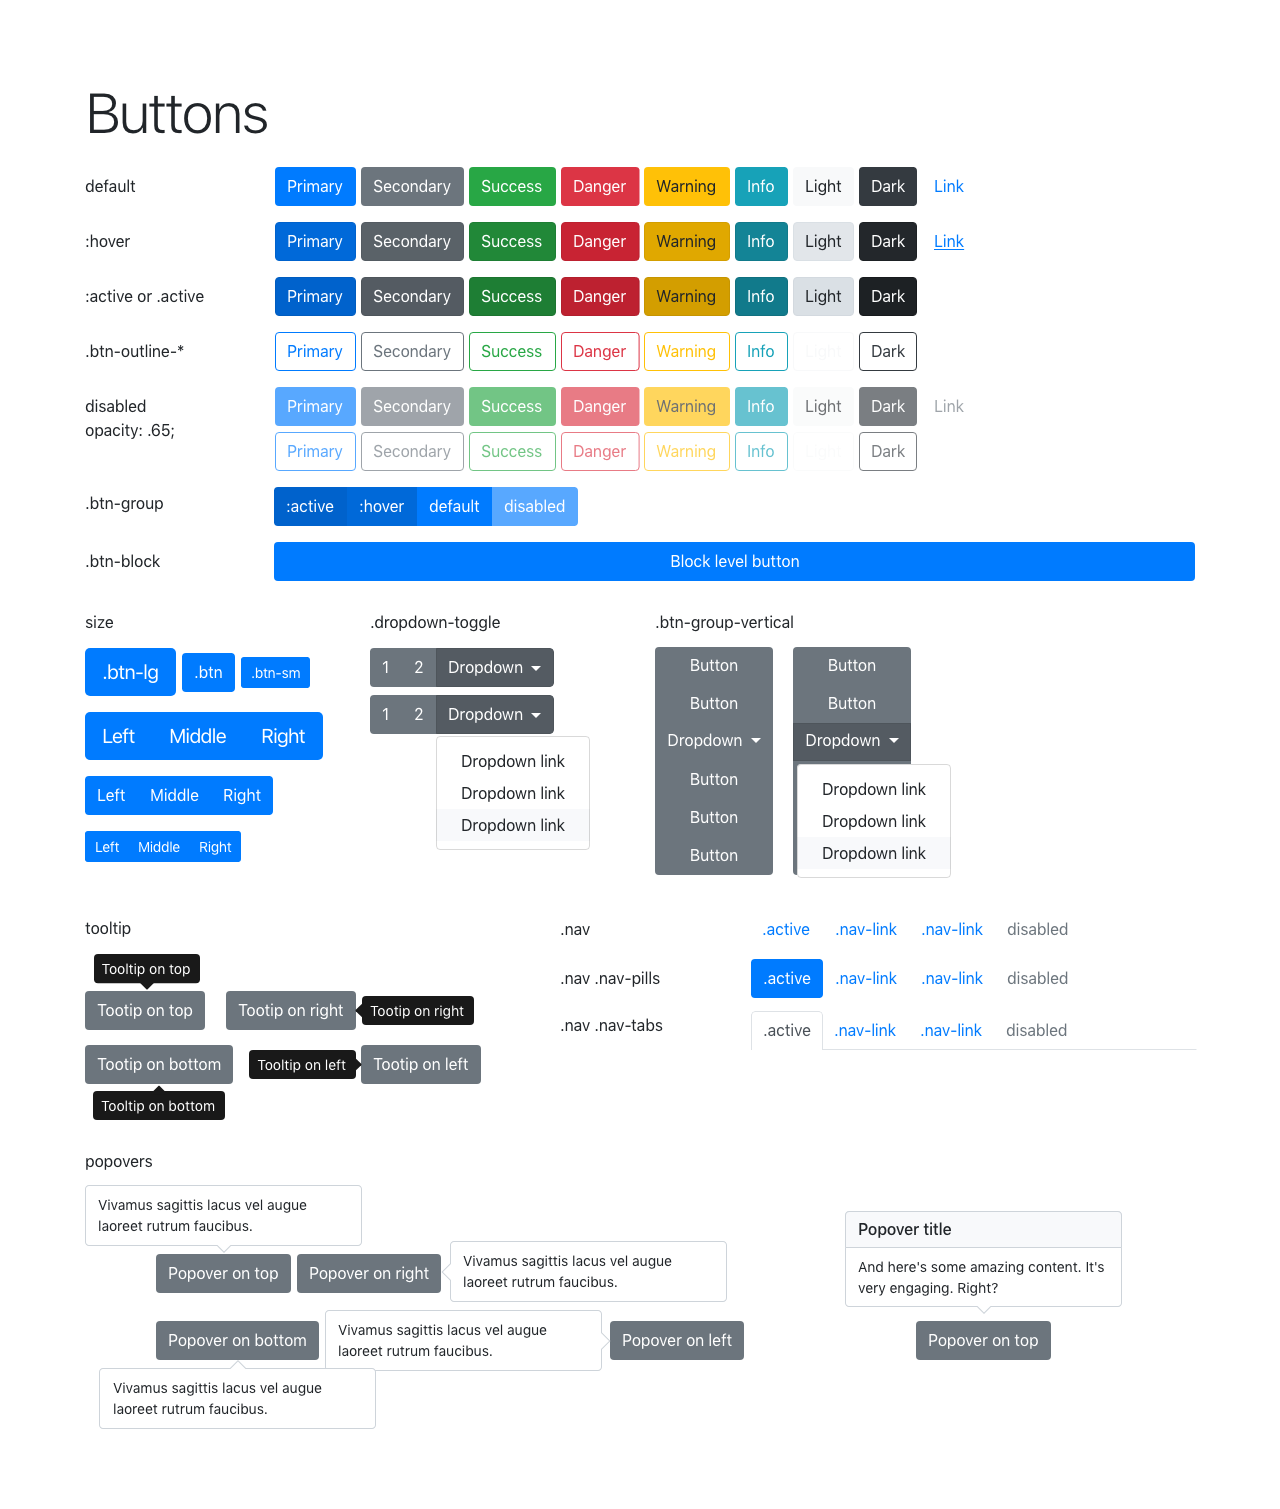 Buttons
default
Primary Secondary Success Danger Warning Info Light Dark Link
:hover
Primary Secondary Success Danger Warning Info Light Dark Link
:active or .active
Primary Secondary Success Danger Warning Info Light Dark
.btn-outline-*
Primary Secondary Success Danger Warning Info Light Dark
disabled
opacity: .65;
Primary Secondary Success Danger Warning Info Light Dark Link
Primary Secondary Success Danger Warning Info Dark
.btn-group
:active :hover default disabled
.btn-block
Block level button
size
.btn-lg .btn .btn-sm
Left Middle Right
Left Middle Right
Left Middle Right
.dropdown-toggle
1 2 Dropdown
1 2 Dropdown
Dropdown link
Dropdown link
Dropdown link
.btn-group-vertical
Button
Button
Dropdown
Button
Button
Button
Button
Button
Dropdown
Dropdown link
Dropdown link
Dropdown link
tooltip
Tooltip on top
Tootip on top
Tootip on right
Tootip on right
Tootip on bottom
Tooltip on bottom
Tooltip on left
Tootip on left
.nav
.active .nav-link .nav-link disabled
.nav .nav-pills
.active .nav-link .nav-link disabled
.nav .nav-tabs
.active .nav-link .nav-link disabled
popovers
Vivamus sagittis lacus vel augue
laoreet rutrum faucibus.
Popover on top
Popover on right
Vivamus sagittis lacus vel augue
laoreet rutrum faucibus.
Popover on bottom
Vivamus sagittis lacus vel augue
laoreet rutrum faucibus.
Popover on left
Vivamus sagittis lacus vel augue
laoreet rutrum faucibus.
Popover title
And here's some amazing content. It's
very engaging. Right?
Popover on top